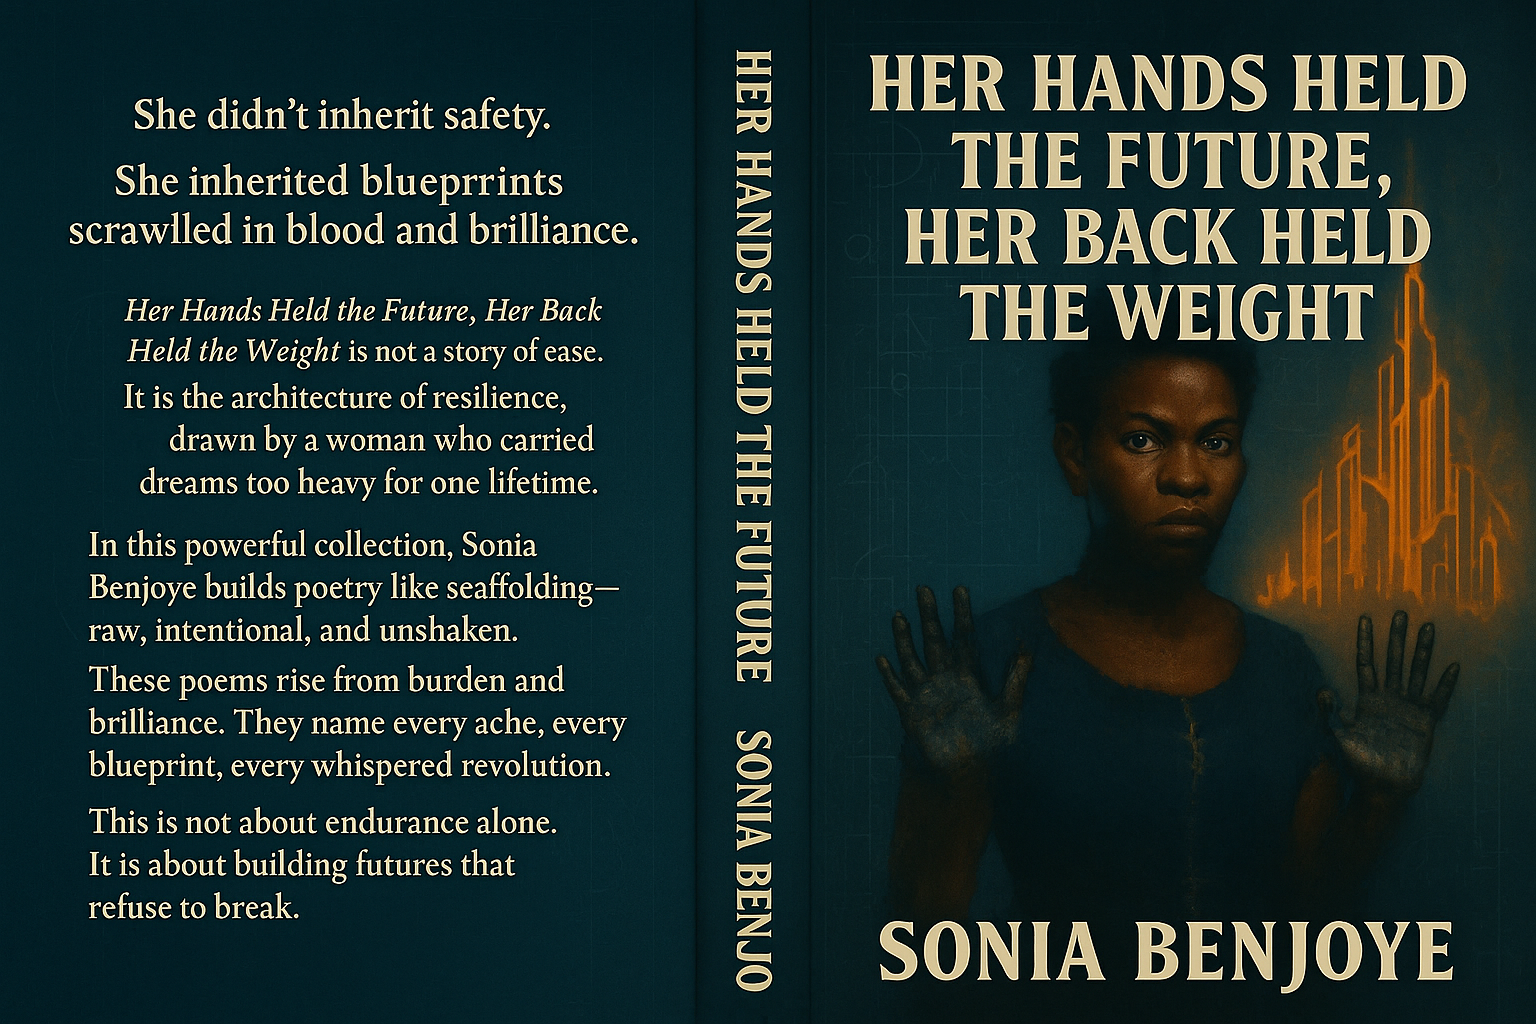 She didn't inherit safety.
She inherited blueprrints
scrawlled in blood and brilliance.
Her Hands Held the Future, Her Back
Held the Weight is not a story of ease.
It is the architecture of resilience,
drawn by a woman who carried
dreams too heavy for one lifetime.
In this powerful collection, Sonia
Benjoye builds poetry like seaffolding—
raw, intentional, and unshaken.
These poems rise from burden and
brilliance. They name every ache, every
blueprint, every whispered revolution.
This is not about endurance alone.
It is about building futures that
refuse to break.
HER HANDS HELD THE FUTURE SONIA BENJO
HER HANDS HELD
THE FUTURE,
HER BACK HELD
THE WEIGHT
SONIA BENJOYE